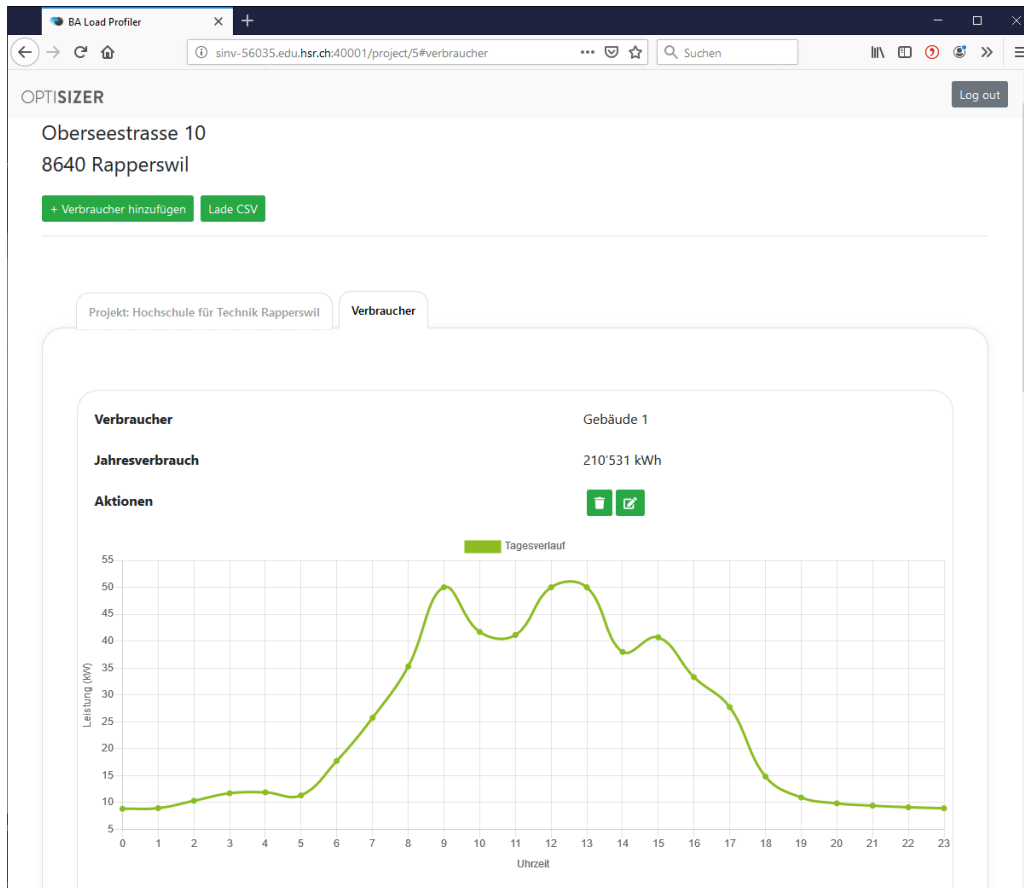 BA Load Profiler
sinv-56035.edu.hsr.ch:40001/project/5#verbraucher
Suchen
OPTISIZER
Log out
Oberseestrasse 10
8640 Rapperswil
+ Verbraucher hinzufügen Lade CSV
Projekt: Hochschule für Technik Rapperswil Verbraucher
Verbraucher Gebäude 1
Jahresverbrauch 210'531 kWh
Aktionen
Tagesverlauf
55
50
45
40
35
30
25
20
15
10
5
Leistung (kW)
0 1 2 3 4 5 6 7 8 9 10 11 12 13 14 15 16 17 18 19 20 21 22 23
Uhrzeit